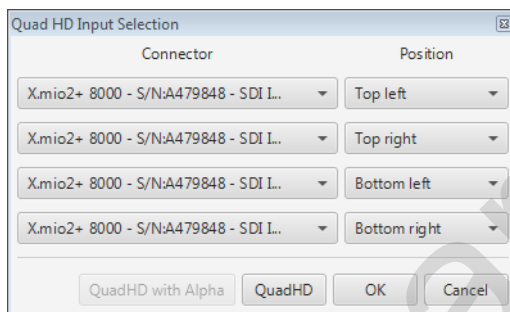 Quad HD Input Selection
Connector Position
X.mio2+ 8000 - S/N:A479848 - SDI I... Top left
X.mio2+ 8000 - S/N:A479848 - SDI I... Top right
X.mio2+ 8000 - S/N:A479848 - SDI I... Bottom left
X.mio2+ 8000 - S/N:A479848 - SDI I... Bottom right
QuadHD with Alpha QuadHD OK Cancel